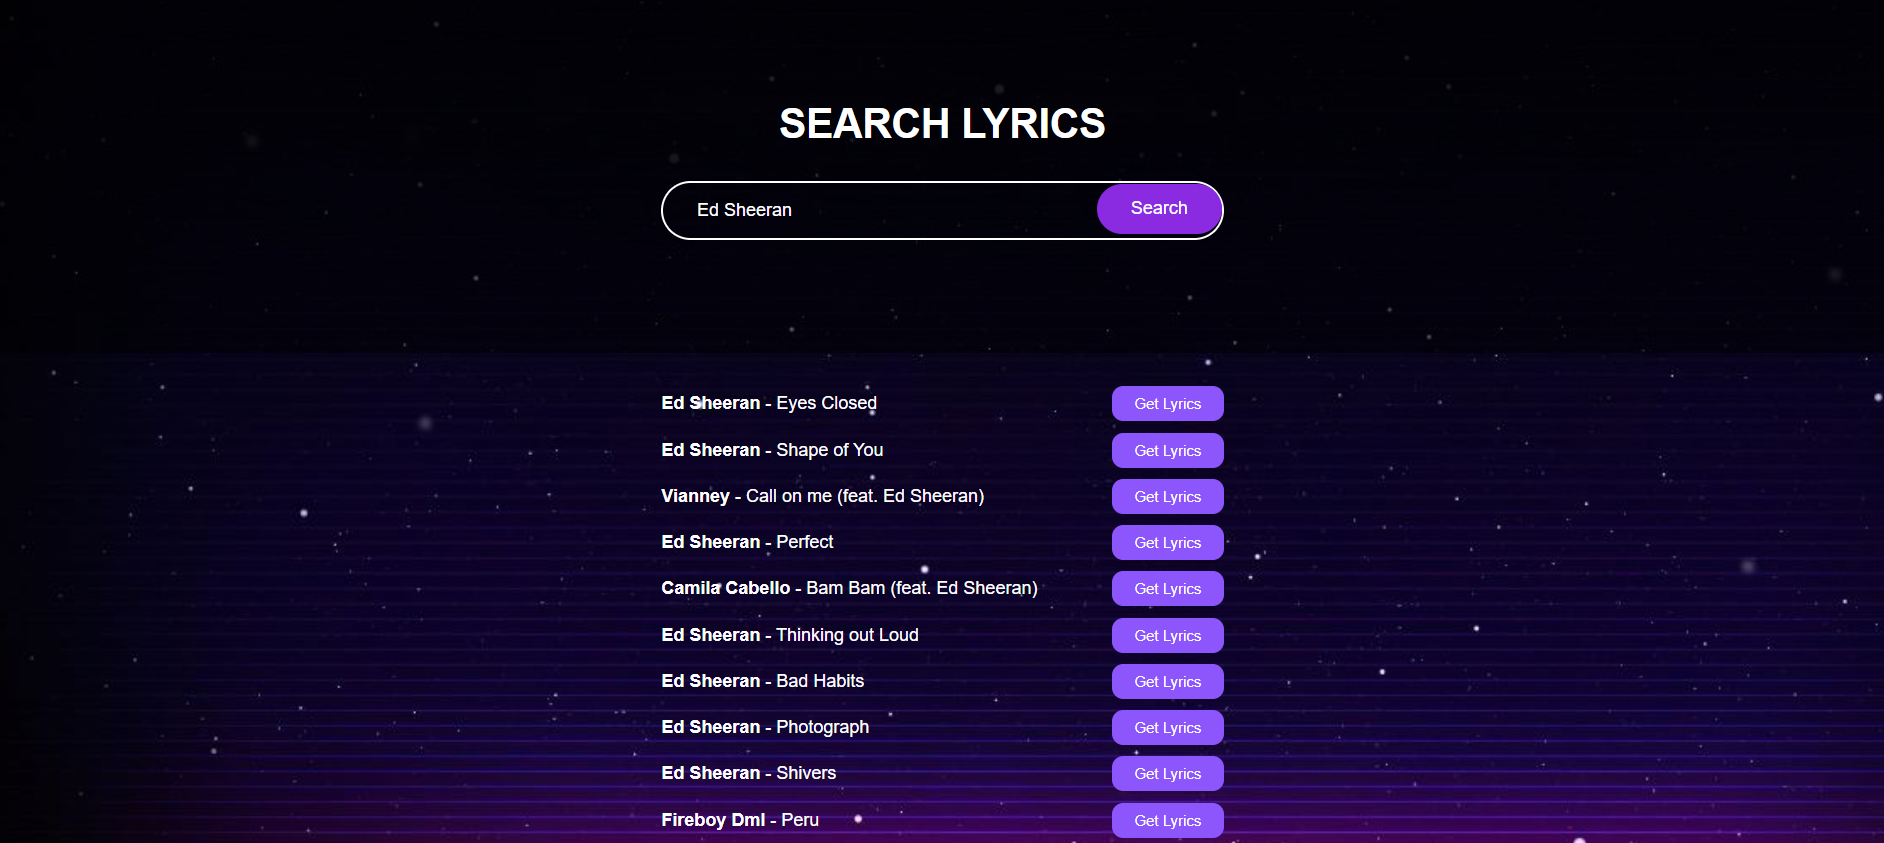 SEARCH LYRICS
Ed Sheeran Search
Ed Sheeran - Eyes Closed Get Lyrics
Ed Sheeran - Shape of You Get Lyrics
Vianney - Call on me (feat. Ed Sheeran) Get Lyrics
Ed Sheeran - Perfect Get Lyrics
Camila Cabello - Bam Bam (feat. Ed Sheeran) Get Lyrics
Ed Sheeran - Thinking out Loud Get Lyrics
Ed Sheeran - Bad Habits Get Lyrics
Ed Sheeran - Photograph Get Lyrics
Ed Sheeran - Shivers Get Lyrics
Fireboy Dml - Peru Get Lyrics